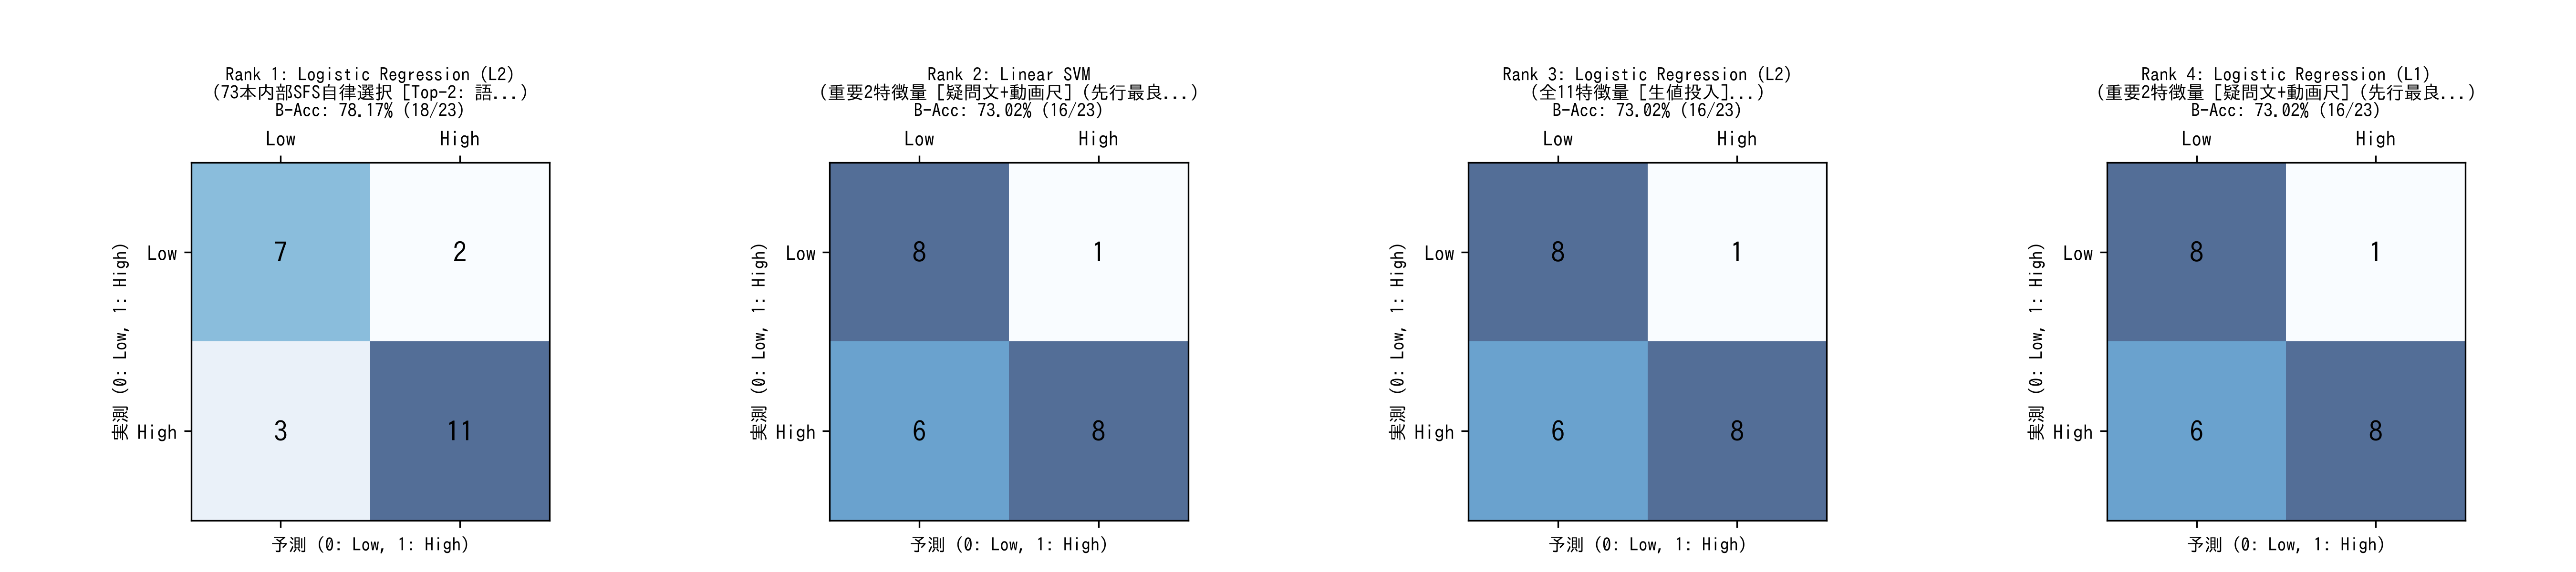 Rank 1: Logistic Regression (L2)
(73本内部SFS自律選択 [Top-2: 語...)
B-Acc: 78.17% (18/23)
Low High
Low 7 2
High 3 11
実測 (0: Low, 1: High)
予測 (0: Low, 1: High)
Rank 2: Linear SVM
(重要2特徴量 [疑問文+動画尺] (先行最良...)
B-Acc: 73.02% (16/23)
Low High
Low 8 1
High 6 8
実測 (0: Low, 1: High)
予測 (0: Low, 1: High)
Rank 3: Logistic Regression (L2)
(全11特徴量 [生値投入]...)
B-Acc: 73.02% (16/23)
Low High
Low 8 1
High 6 8
実測 (0: Low, 1: High)
予測 (0: Low, 1: High)
Rank 4: Logistic Regression (L1)
(重要2特徴量 [疑問文+動画尺] (先行最良...)
B-Acc: 73.02% (16/23)
Low High
Low 8 1
High 6 8
実測 (0: Low, 1: High)
予測 (0: Low, 1: High)